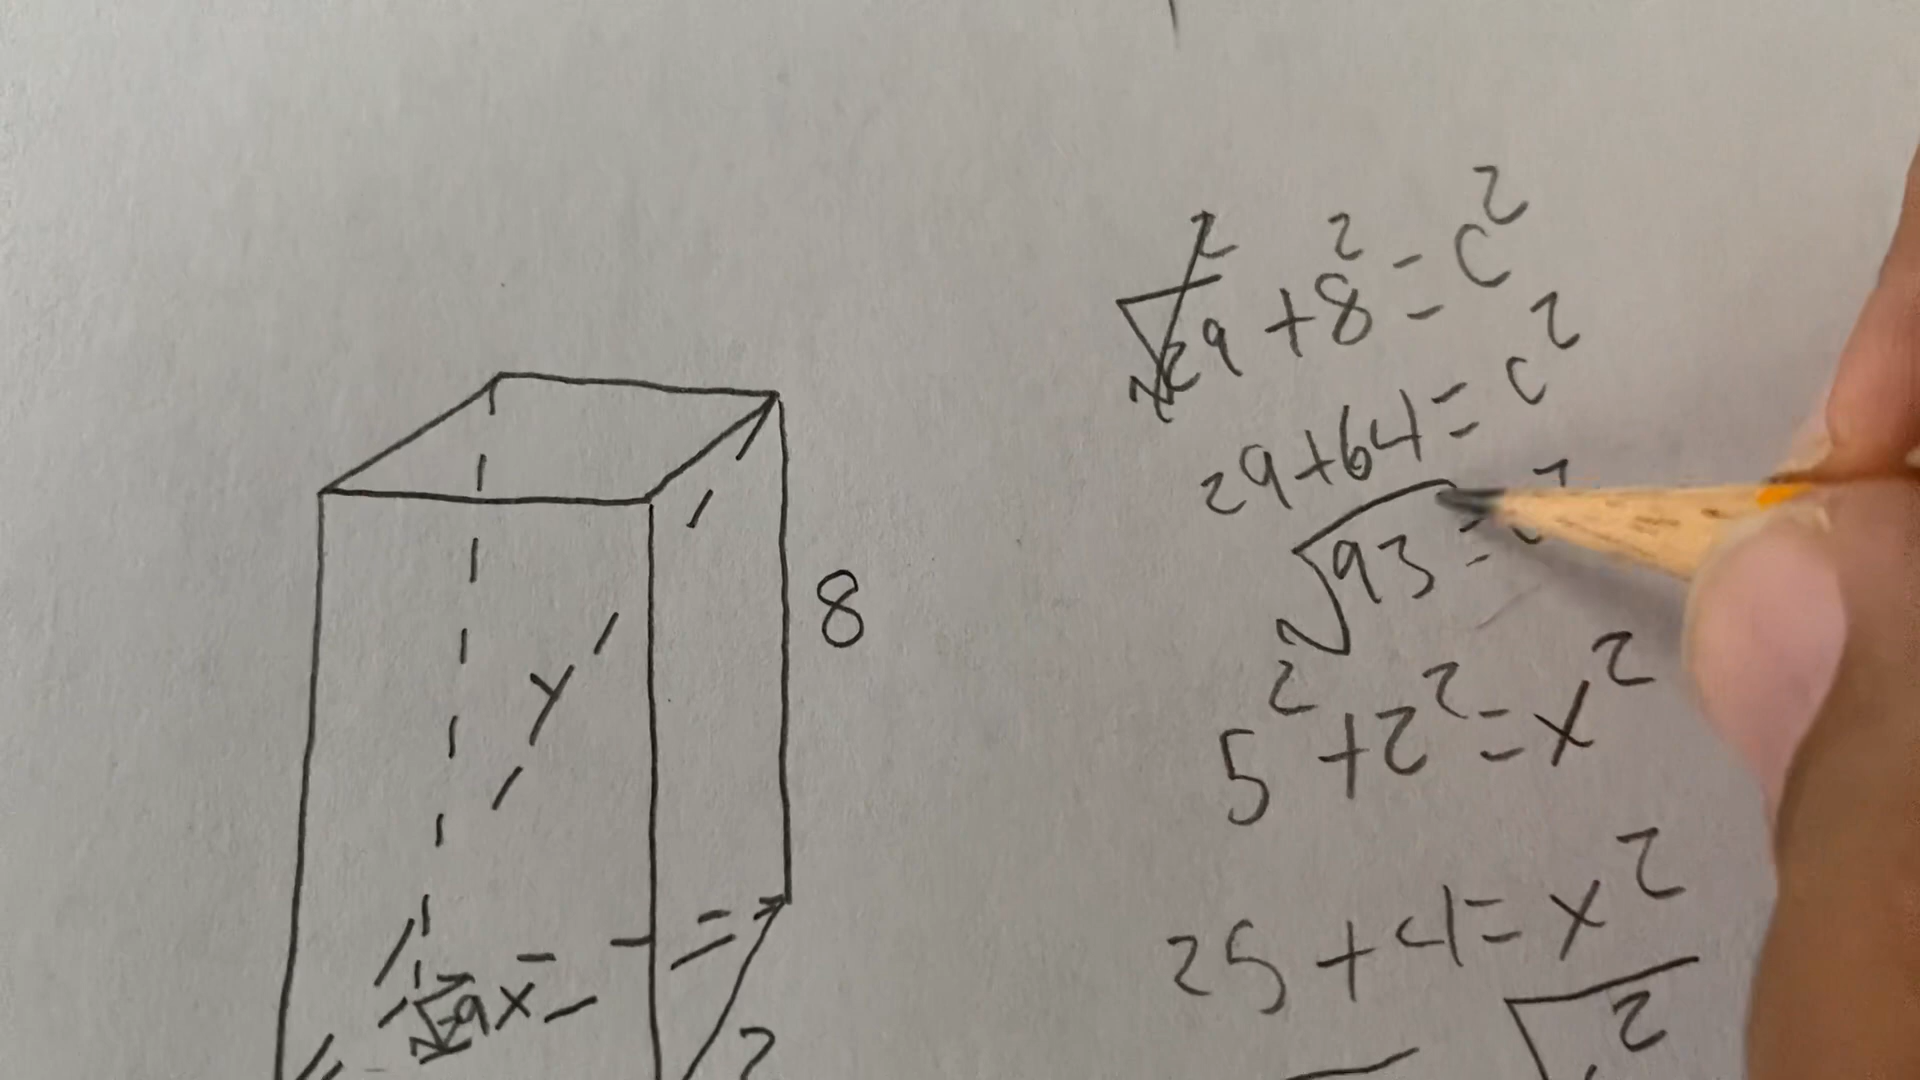 √29² + 8² = c²
29 + 64 = c²
√93 =
5² + 2² = x²
25 + 4 = x²
8
y
√29 x
2